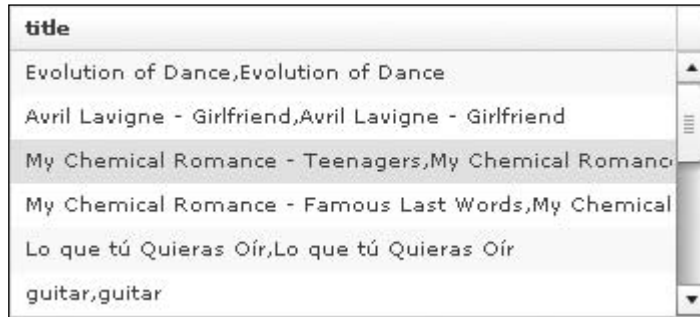 title
Evolution of Dance,Evolution of Dance
Avril Lavigne - Girlfriend,Avril Lavigne - Girlfriend
My Chemical Romance - Teenagers,My Chemical Romanc
My Chemical Romance - Famous Last Words,My Chemical
Lo que tú Quieras Oír,Lo que tú Quieras Oír
guitar,guitar